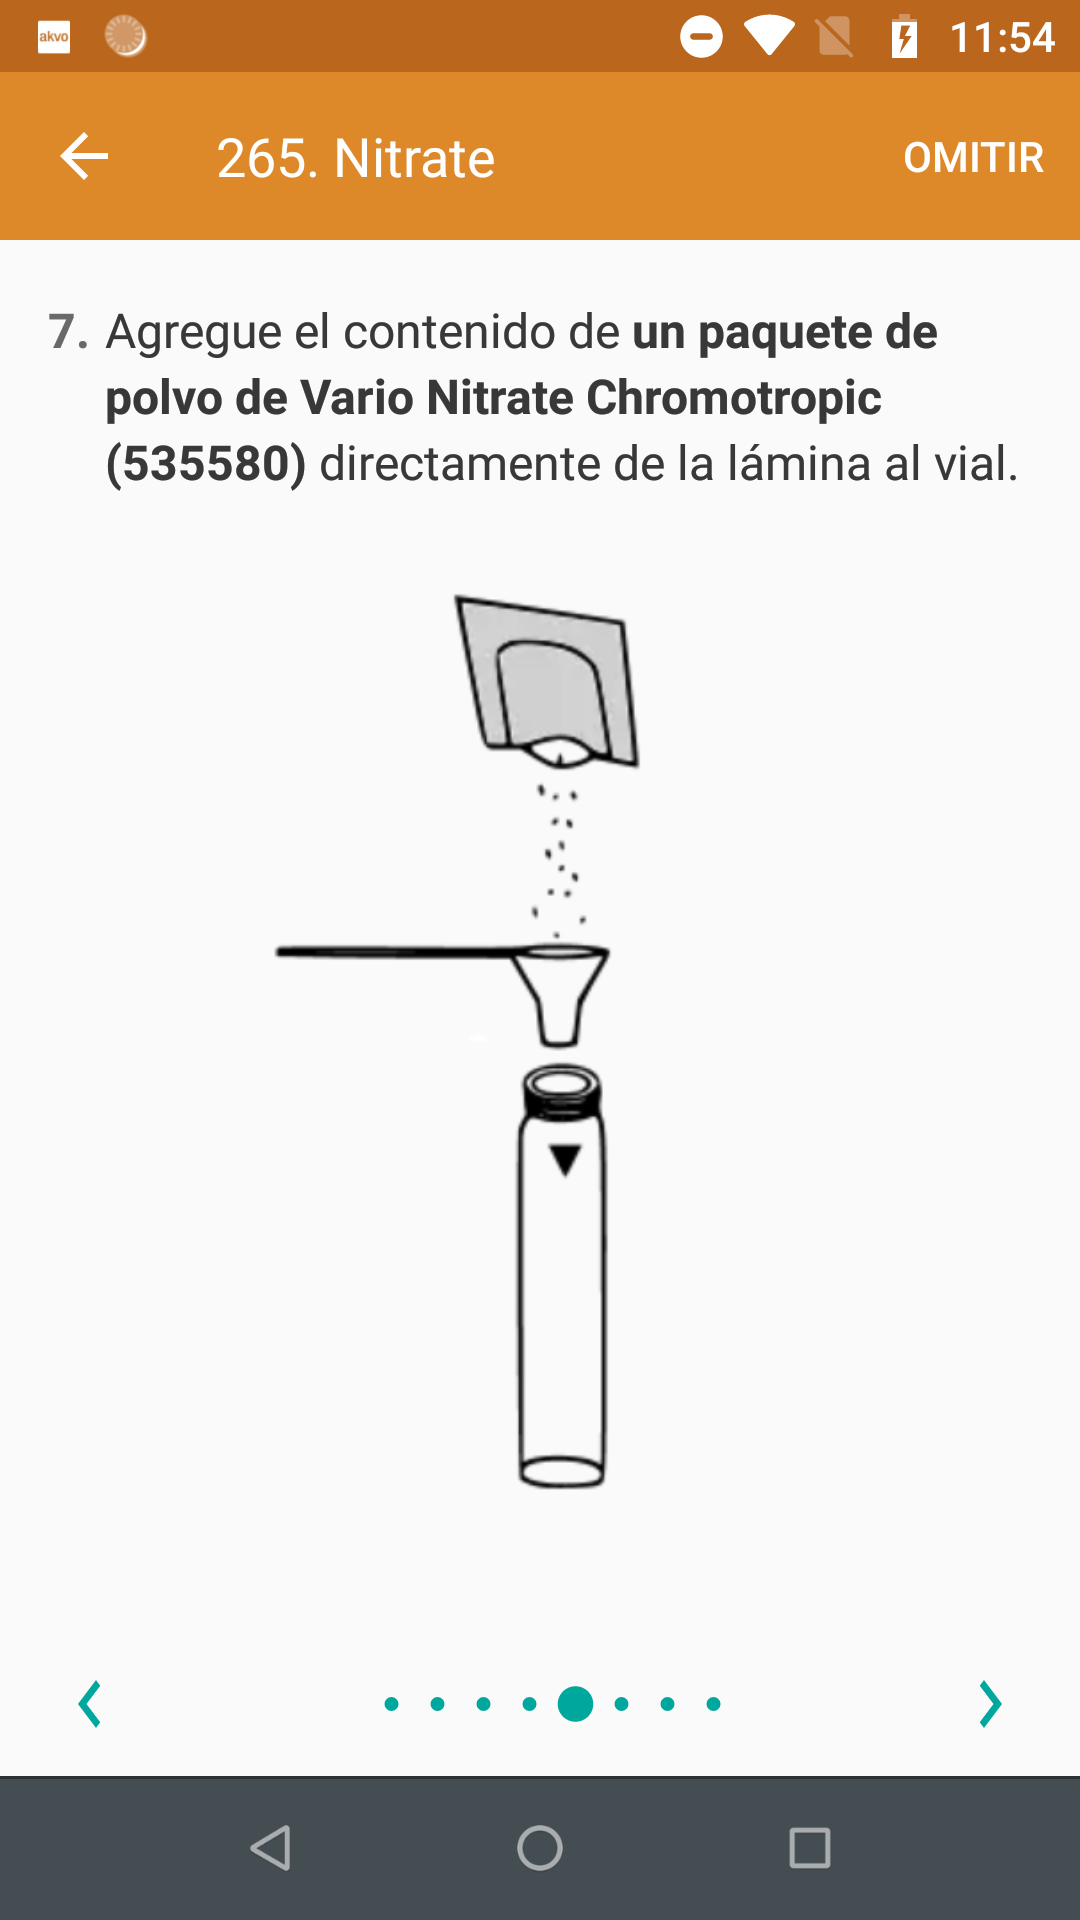 akvo
11:54
265. Nitrate
OMITIR
7. Agregue el contenido de un paquete de
polvo de Vario Nitrate Chromotropic
(535580) directamente de la lámina al vial.